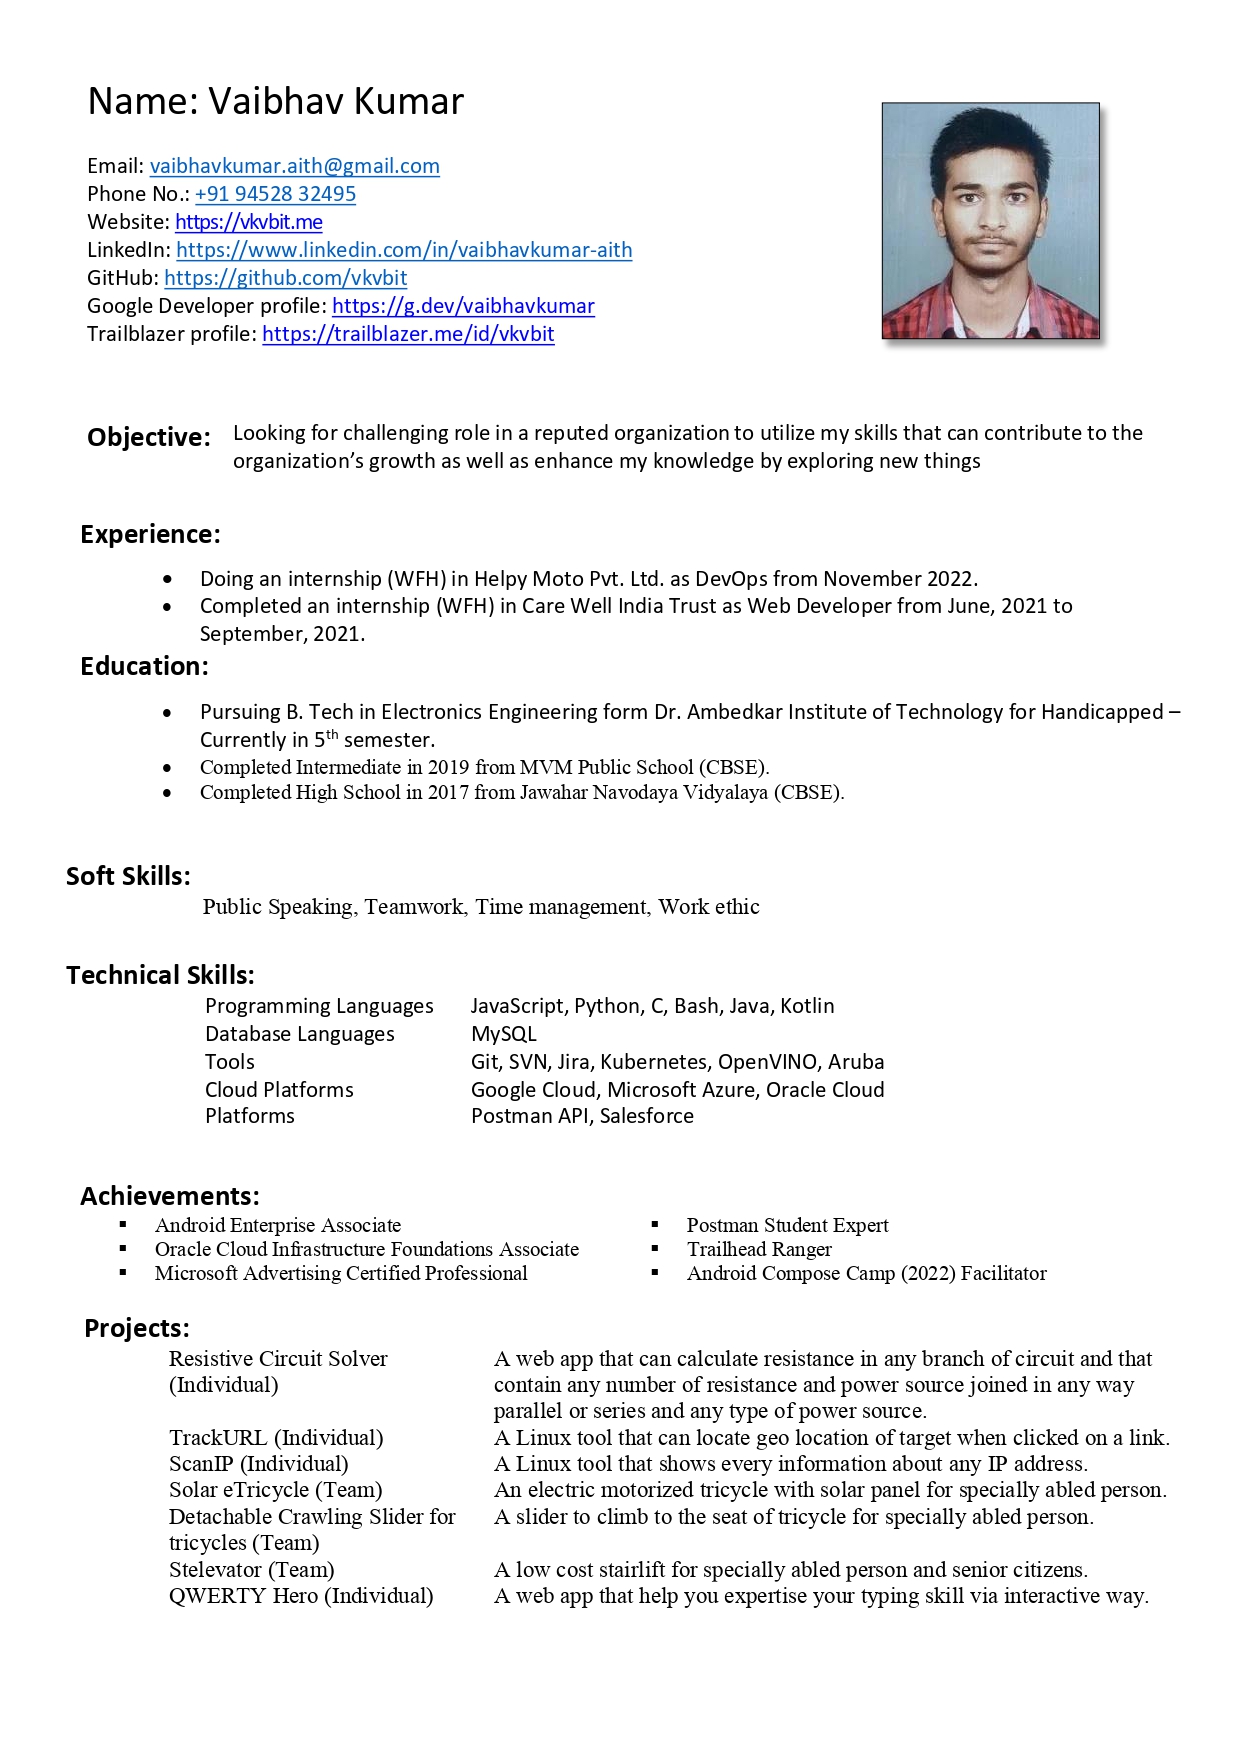 Name: Vaibhav Kumar
Email: vaibhavkumar.aith@gmail.com
Phone No.: +91 94528 32495
Website: https://vkvbit.me
LinkedIn: https://www.linkedin.com/in/vaibhavkumar-aith
GitHub: https://github.com/vkvbit
Google Developer profile: https://g.dev/vaibhavkumar
Trailblazer profile: https://trailblazer.me/id/vkvbit
Objective: Looking for challenging role in a reputed organization to utilize my skills that can contribute to the
organization’s growth as well as enhance my knowledge by exploring new things
Experience:
• Doing an internship (WFH) in Helpy Moto Pvt. Ltd. as DevOps from November 2022.
• Completed an internship (WFH) in Care Well India Trust as Web Developer from June, 2021 to
September, 2021.
Education:
• Pursuing B. Tech in Electronics Engineering form Dr. Ambedkar Institute of Technology for Handicapped –
Currently in 5th semester.
• Completed Intermediate in 2019 from MVM Public School (CBSE).
• Completed High School in 2017 from Jawahar Navodaya Vidyalaya (CBSE).
Soft Skills:
Public Speaking, Teamwork, Time management, Work ethic
Technical Skills:
Programming Languages JavaScript, Python, C, Bash, Java, Kotlin
Database Languages MySQL
Tools Git, SVN, Jira, Kubernetes, OpenVINO, Aruba
Cloud Platforms Google Cloud, Microsoft Azure, Oracle Cloud
Platforms Postman API, Salesforce
Achievements:
▪ Android Enterprise Associate
▪ Oracle Cloud Infrastructure Foundations Associate
▪ Microsoft Advertising Certified Professional
▪ Postman Student Expert
▪ Trailhead Ranger
▪ Android Compose Camp (2022) Facilitator
Projects:
Resistive Circuit Solver A web app that can calculate resistance in any branch of circuit and that
(Individual) contain any number of resistance and power source joined in any way
parallel or series and any type of power source.
TrackURL (Individual) A Linux tool that can locate geo location of target when clicked on a link.
ScanIP (Individual) A Linux tool that shows every information about any IP address.
Solar eTricycle (Team) An electric motorized tricycle with solar panel for specially abled person.
Detachable Crawling Slider for A slider to climb to the seat of tricycle for specially abled person.
tricycles (Team)
Stelevator (Team) A low cost stairlift for specially abled person and senior citizens.
QWERTY Hero (Individual) A web app that help you expertise your typing skill via interactive way.